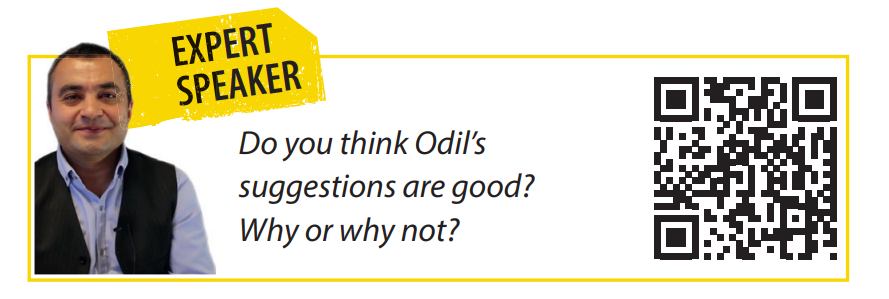 EXPERT
SPEAKER
Do you think Odil’s
suggestions are good?
Why or why not?